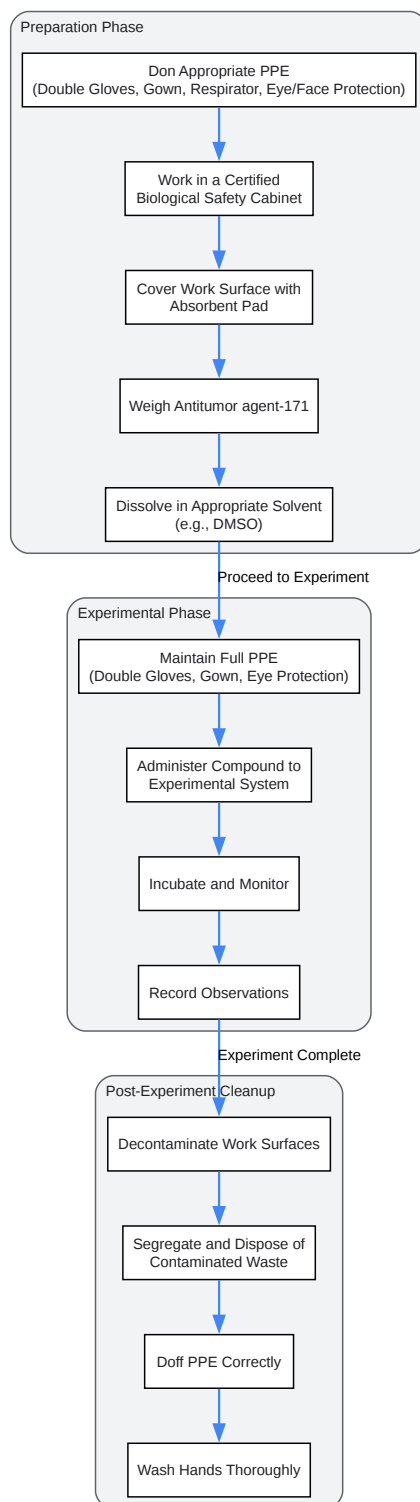 Preparation Phase
Don Appropriate PPE
(Double Gloves, Gown, Respirator, Eye/Face Protection)
Work in a Certified
Biological Safety Cabinet
Cover Work Surface with
Absorbent Pad
Weigh Antitumor agent-171
Dissolve in Appropriate Solvent
(e.g., DMSO)
Proceed to Experiment
Experimental Phase
Maintain Full PPE
(Double Gloves, Gown, Eye Protection)
Administer Compound to
Experimental System
Incubate and Monitor
Record Observations
Experiment Complete
Post-Experiment Cleanup
Decontaminate Work Surfaces
Segregate and Dispose of
Contaminated Waste
Doff PPE Correctly
Wash Hands Thoroughly